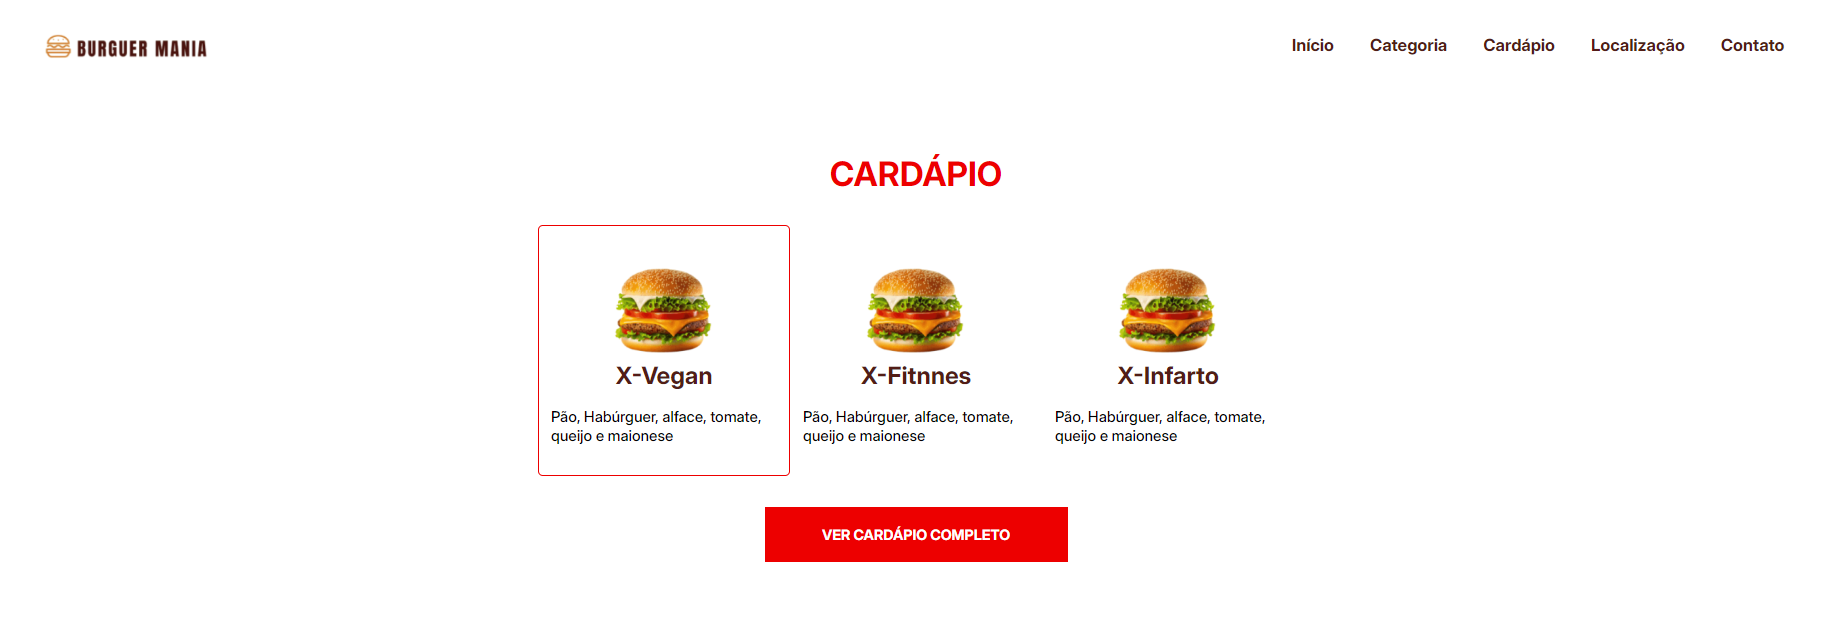 BURGUER MANIA
Início Categoria Cardápio Localização Contato
CARDÁPIO
X-Vegan
Pão, Habúrguer, alface, tomate,
queijo e maionese
X-Fitnnes
Pão, Habúrguer, alface, tomate,
queijo e maionese
X-Infarto
Pão, Habúrguer, alface, tomate,
queijo e maionese
VER CARDÁPIO COMPLETO